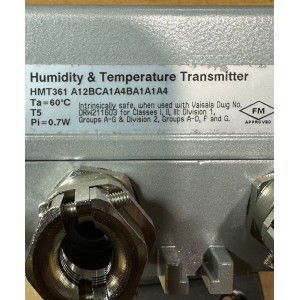 Humidity & Temperature Transmitter
HMT361 A12BCA1A4BA1A1A4
Ta=60°C
T5
Pi=0.7W
Intrinsically safe, when used with Vaisala Dwg No.
DRW211603 for Classes I, II, III: Division 1,
Groups A-G & Division 2, Groups A-D, F and G.
FM
APPROVED